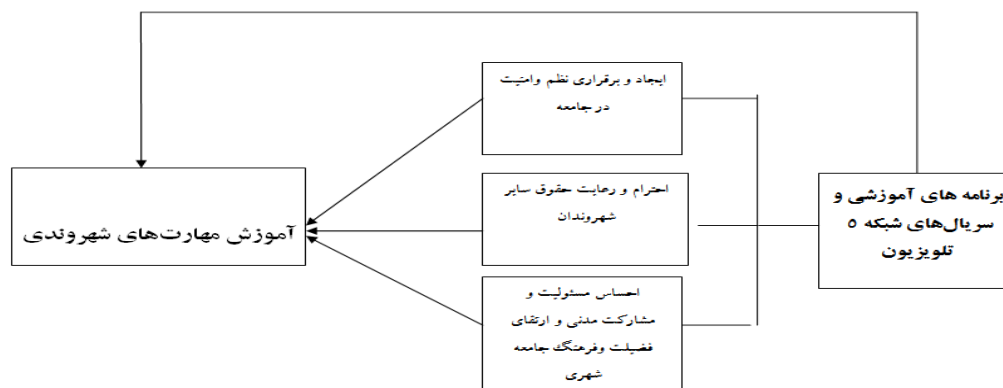 ایجاد و برقراری نظم وامنیت
در جامعه
برنامه های آموزشی و
سریال‌های شبکه ۵
تلویزیون
احترام و رعایت حقوق سایر
شهروندان
آموزش مهارت‌های شهروندی
احساس مسئولیت و
مشارکت مدنی و ارتقای
فضیلت وفرهنگ جامعه
شهری